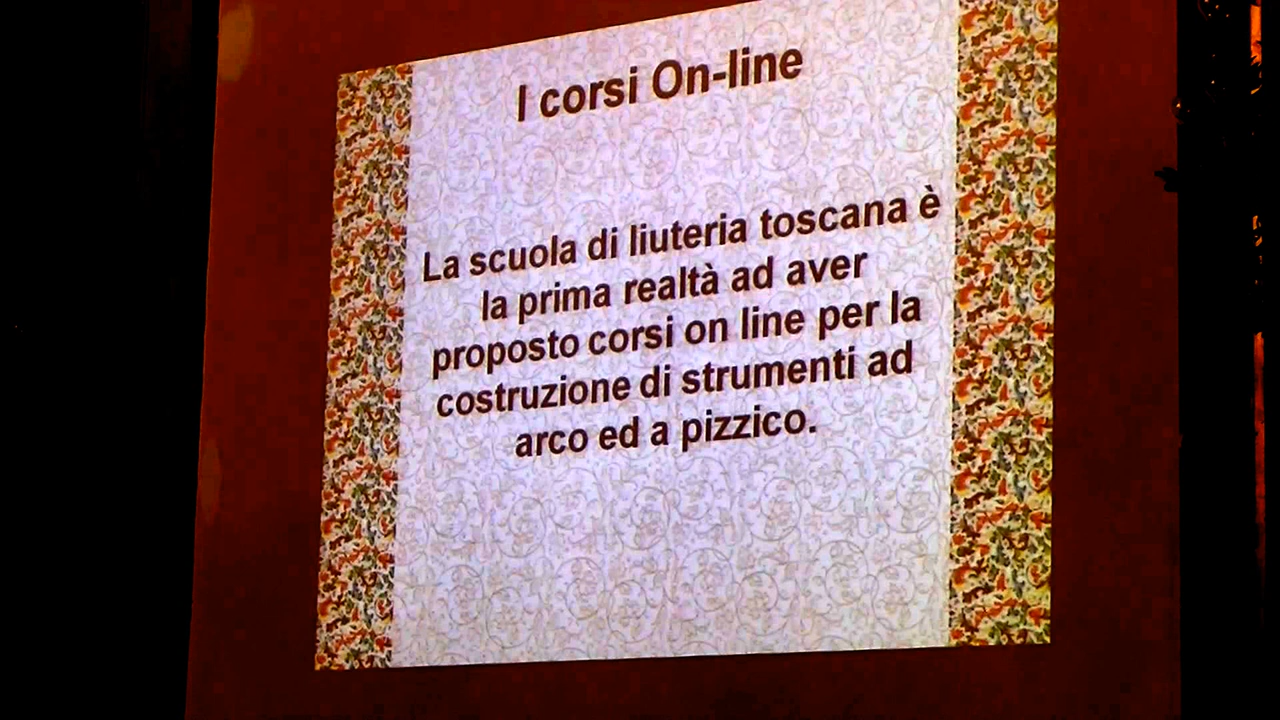 I corsi On-line
La scuola di liuteria toscana è
la prima realtà ad aver
proposto corsi on line per la
costruzione di strumenti ad
arco ed a pizzico.